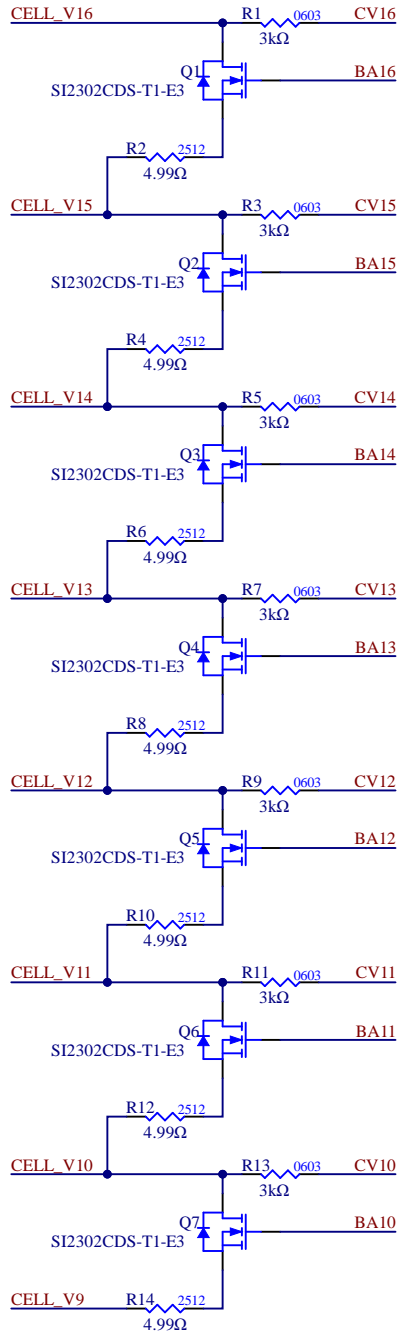 CELL_V16 R1 0603 CV16
3kΩ
Q1 BA16
SI2302CDS-T1-E3
R2 2512
4.99Ω
CELL_V15 R3 0603 CV15
3kΩ
Q2 BA15
SI2302CDS-T1-E3
R4 2512
4.99Ω
CELL_V14 R5 0603 CV14
3kΩ
Q3 BA14
SI2302CDS-T1-E3
R6 2512
4.99Ω
CELL_V13 R7 0603 CV13
3kΩ
Q4 BA13
SI2302CDS-T1-E3
R8 2512
4.99Ω
CELL_V12 R9 0603 CV12
3kΩ
Q5 BA12
SI2302CDS-T1-E3
R10 2512
4.99Ω
CELL_V11 R11 0603 CV11
3kΩ
Q6 BA11
SI2302CDS-T1-E3
R12 2512
4.99Ω
CELL_V10 R13 0603 CV10
3kΩ
Q7 BA10
SI2302CDS-T1-E3
CELL_V9 R14 2512
4.99Ω